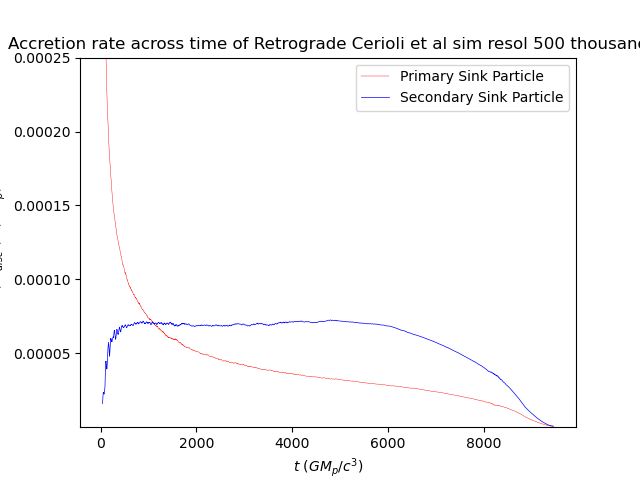 Accretion rate across time of Retrograde Cerioli et al sim resol 500 thousand
Primary Sink Particle
Secondary Sink Particle
0.00025
0.00020
0.00015
0.00010
0.00005
0
2000
4000
6000
8000
t (GM_p/c^3)